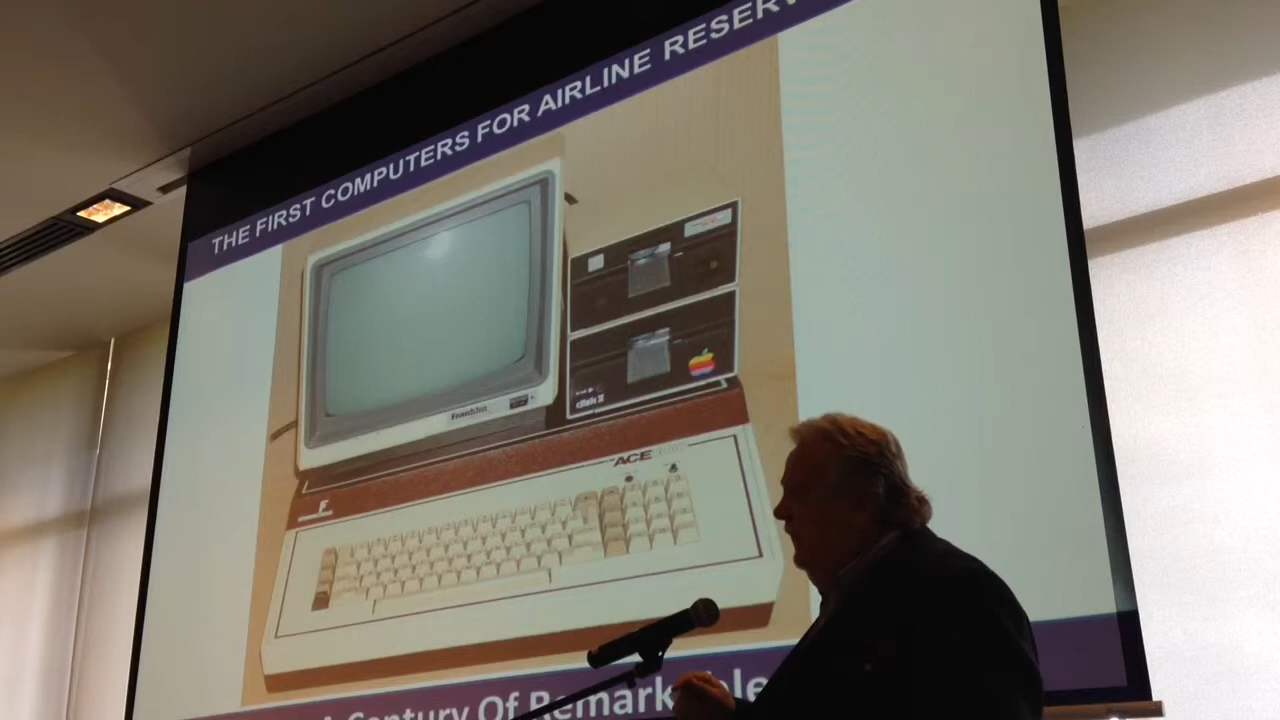 THE FIRST COMPUTERS FOR AIRLINE RESERV
Franklin
ACE
F
A Century Of Remark